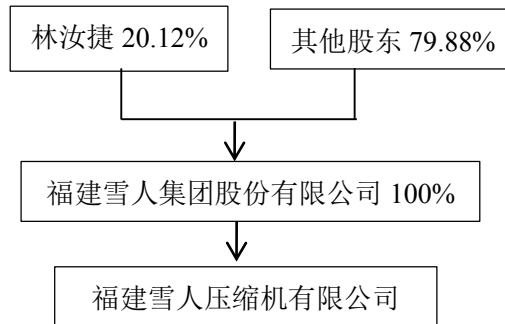 林汝捷 20.12%
其他股东 79.88%
福建雪人集团股份有限公司 100%
福建雪人压缩机有限公司